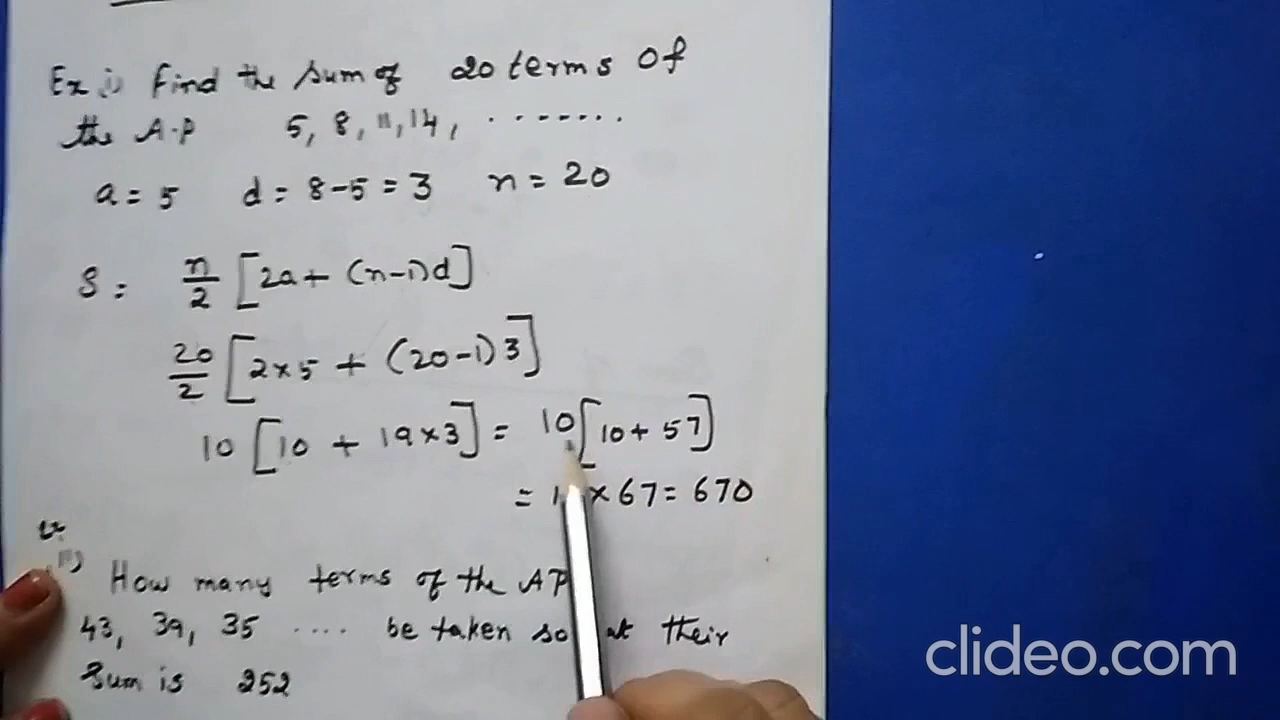 Ex i) Find the sum of 20 terms of
the A.P 5, 8, 11, 14, .......
a = 5 d = 8-5 = 3 n = 20
S = n/2 [2a + (n-1)d]
20/2 [2×5 + (20-1)3]
10 [10 + 19×3] = 10 [10 + 57]
= ×67 = 670
Ex
ii) How many terms of the AP
43, 39, 35 .... be taken so their
Sum is 252
clideo.com